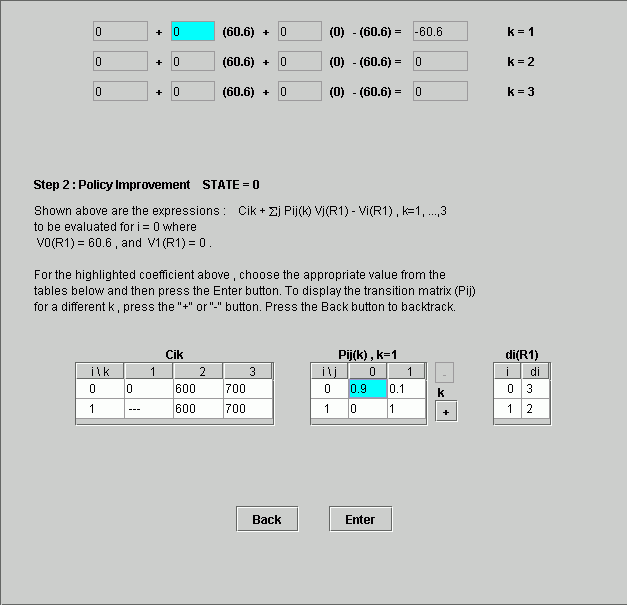 0 + 0 (60.6) + 0 (0) - (60.6) = -60.6 k = 1
0 + 0 (60.6) + 0 (0) - (60.6) = 0 k = 2
0 + 0 (60.6) + 0 (0) - (60.6) = 0 k = 3
Step 2 : Policy Improvement STATE = 0
Shown above are the expressions : Cik + Σj Pij(k) Vj(R1) - Vi(R1) , k=1, ...,3
to be evaluated for i = 0 where
V0(R1) = 60.6 , and V1(R1) = 0 .
For the highlighted coefficient above , choose the appropriate value from the
tables below and then press the Enter button. To display the transition matrix (Pij)
for a different k , press the "+" or "-" button. Press the Back button to backtrack.
Cik
i \ k 1 2 3
0 0 600 700
1 --- 600 700
Pij(k) , k=1
i \ j 0 1
0 0.9 0.1
1 0 1
-
k
+
di(R1)
i di
0 3
1 2
Back Enter